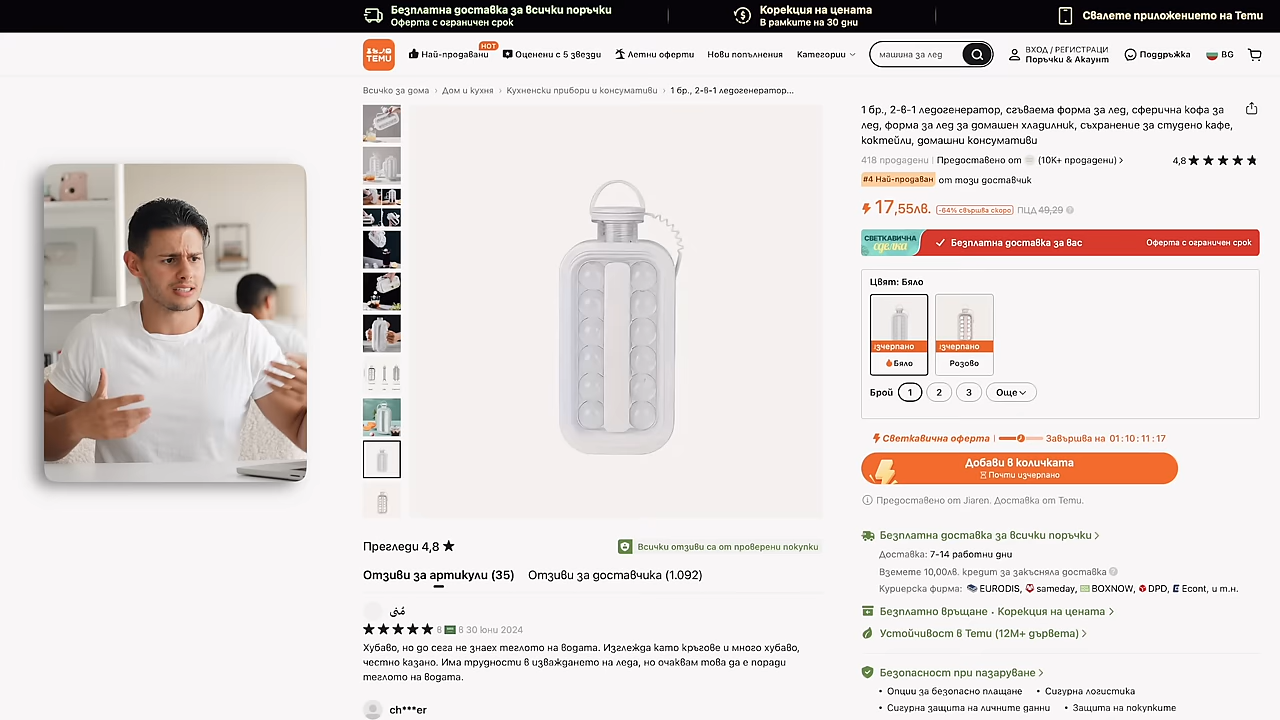 Безплатна доставка за всички поръчки
Оферта с ограничен срок
Корекция на цената
В рамките на 30 дни
Свалете приложението на Теmu
TEMU
Най-продавани
HOT
Оценени с 5 звезди
Летни оферти
Нови попълнения
Категории
машина за лед
ВХОД / РЕГИСТРАЦИ
Поръчки & Акаунт
Поддръжка
BG
Всичко за дома › Дом и кухня › Кухненски прибори и консумативи › 1 бр., 2-в-1 ледогенератор...
1 бр., 2-в-1 ледогенератор, сгъваема форма за лед, сферична кофа за
лед, форма за лед за домашен хладилник, съхранение за студено кафе,
коктейли, домашни консумативи
418 продадени | Предоставено от (10K+ продадени)
4,8
#4 Най-продаван от този доставчик
17,55лв. -64% свършва скоро ПЦД 49,29
СВЕТКАВИЧНА
сделка
Безплатна доставка за вас
Оферта с ограничен срок
Цвят: Бяло
ізчерпано
ізчерпано
Бяло
Розово
Брой 1 2 3 Още
Светкавична оферта | Завършва на 01:10:11:17
Добави в количката
Почти изчерпано
Предоставено от Jiaren. Доставка от Теmu.
Безплатна доставка за всички поръчки
Доставка: 7-14 работни дни
Вземете 10,00лв. кредит за закъсняла доставка
Куриерска фирма: EURODIS, sameday, BOXNOW, DPD, Econt, и т.н.
Безплатно връщане · Корекция на цената
Устойчивост в Теmu (12M+ дървета)
Безопасност при пазаруване
• Опции за безопасно плащане • Сигурна логистика
• Сигурна защита на личните данни • Защита на покупките
Прегледи 4,8
Всички отзиви са от проверени покупки
Отзиви за артикули (35) Отзиви за доставчика (1.092)
مُنى
8 30 юни 2024
Хубаво, но до сега не знаех теглото на водата. Изглежда като кръгове и много хубаво,
честно казано. Има трудности в изваждането на леда, но очаквам това да е поради
теглото на водата.
ch***er